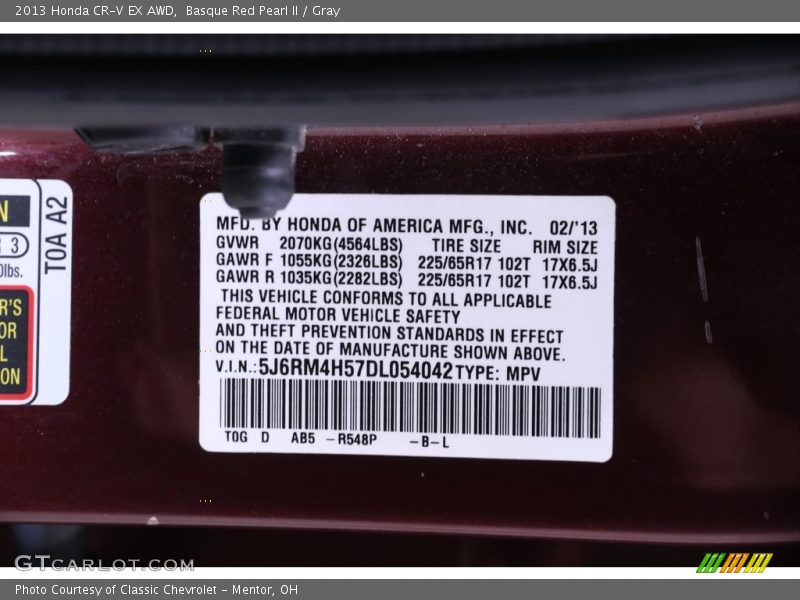 2013 Honda CR-V EX AWD, Basque Red Pearl II / Gray
MFD. BY HONDA OF AMERICA MFG., INC. 02/'13
GVWR 2070KG(4564LBS) TIRE SIZE RIM SIZE
GAWR F 1055KG(2326LBS) 225/65R17 102T 17X6.5J
GAWR R 1035KG(2282LBS) 225/65R17 102T 17X6.5J
THIS VEHICLE CONFORMS TO ALL APPLICABLE
FEDERAL MOTOR VEHICLE SAFETY
AND THEFT PREVENTION STANDARDS IN EFFECT
ON THE DATE OF MANUFACTURE SHOWN ABOVE.
V.I.N.: 5J6RM4H57DL054042 TYPE: MPV
T0G D AB5 -R548P -B-L
N
R 3
0lbs.
T0A A2
R'S
OR
L
ON
GTCARLOT.COM
Photo Courtesy of Classic Chevrolet - Mentor, OH